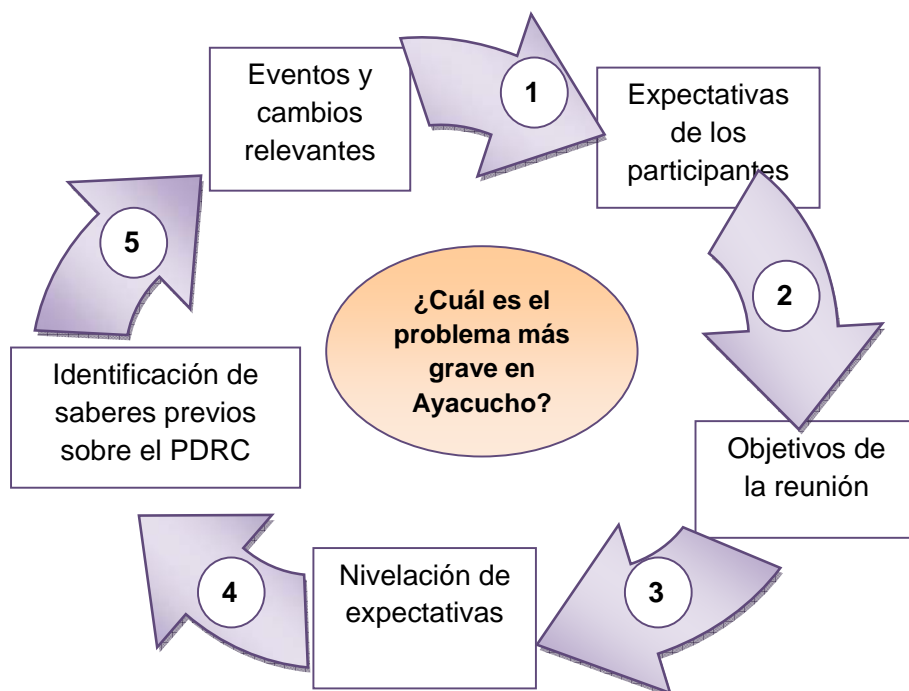 Eventos y
cambios
relevantes
1
Expectativas
de los
participantes
2
Objetivos de
la reunión
3
Nivelación de
expectativas
4
Identificación de
saberes previos
sobre el PDRC
5
¿Cuál es el
problema más
grave en
Ayacucho?